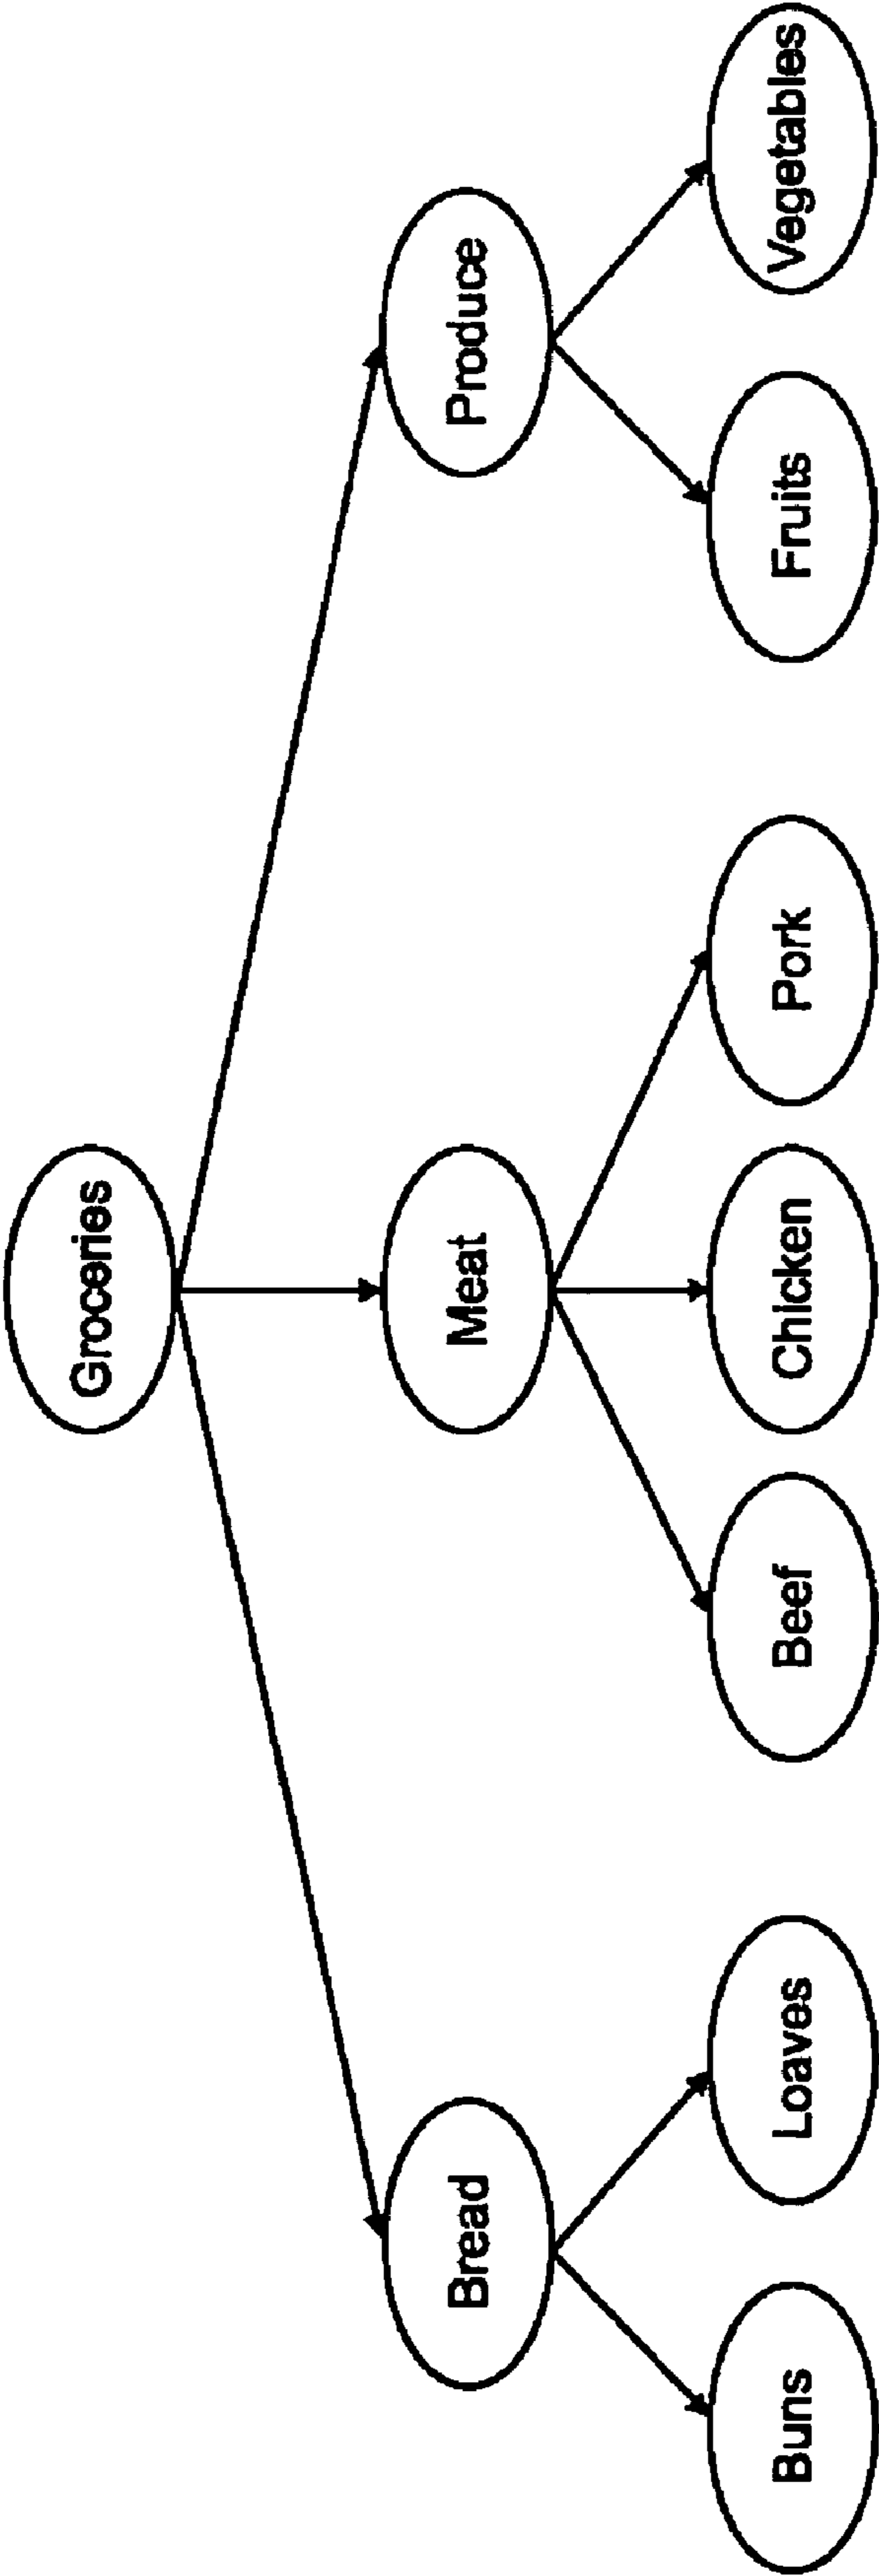 Groceries
Bread
Meat
Produce
Buns
Loaves
Beef
Chicken
Pork
Fruits
Vegetables